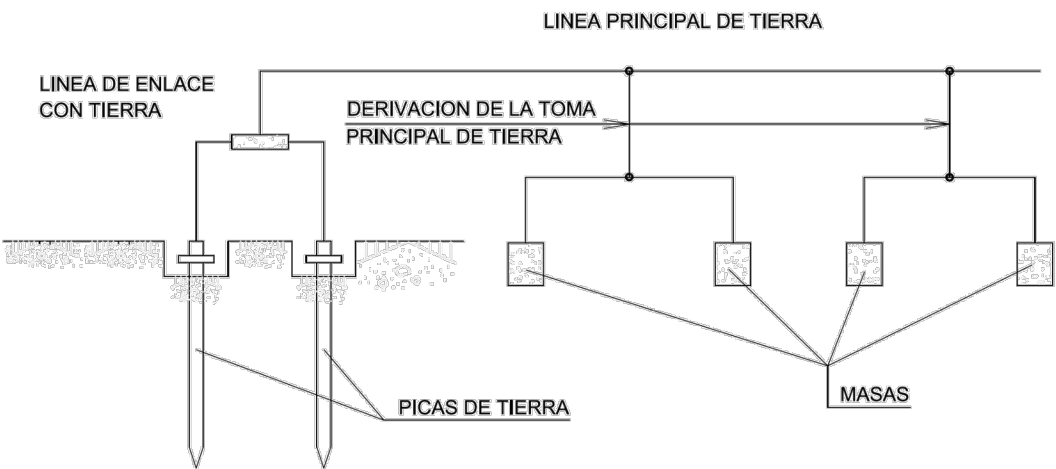 LINEA PRINCIPAL DE TIERRA
LINEA DE ENLACE
CON TIERRA
DERIVACION DE LA TOMA
PRINCIPAL DE TIERRA
PICAS DE TIERRA
MASAS